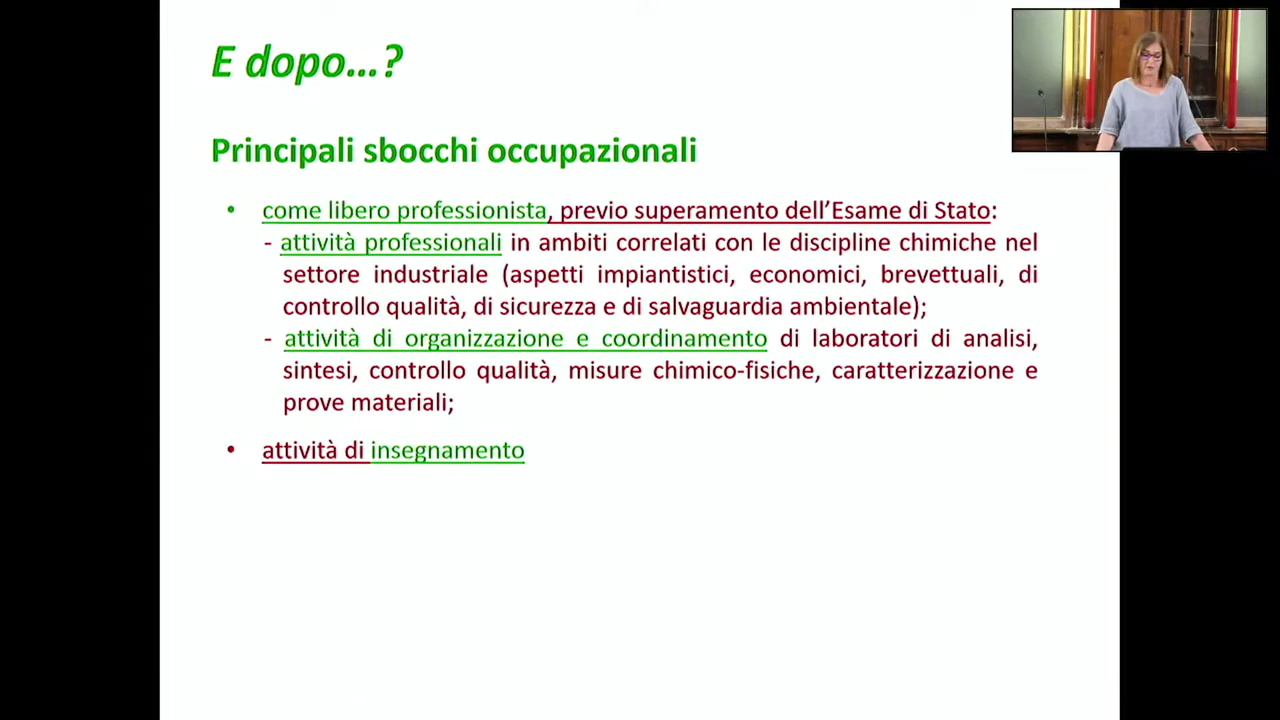 E dopo...?
Principali sbocchi occupazionali
• come libero professionista, previo superamento dell'Esame di Stato:
- attività professionali in ambiti correlati con le discipline chimiche nel
settore industriale (aspetti impiantistici, economici, brevettuali, di
controllo qualità, di sicurezza e di salvaguardia ambientale);
- attività di organizzazione e coordinamento di laboratori di analisi,
sintesi, controllo qualità, misure chimico-fisiche, caratterizzazione e
prove materiali;
• attività di insegnamento